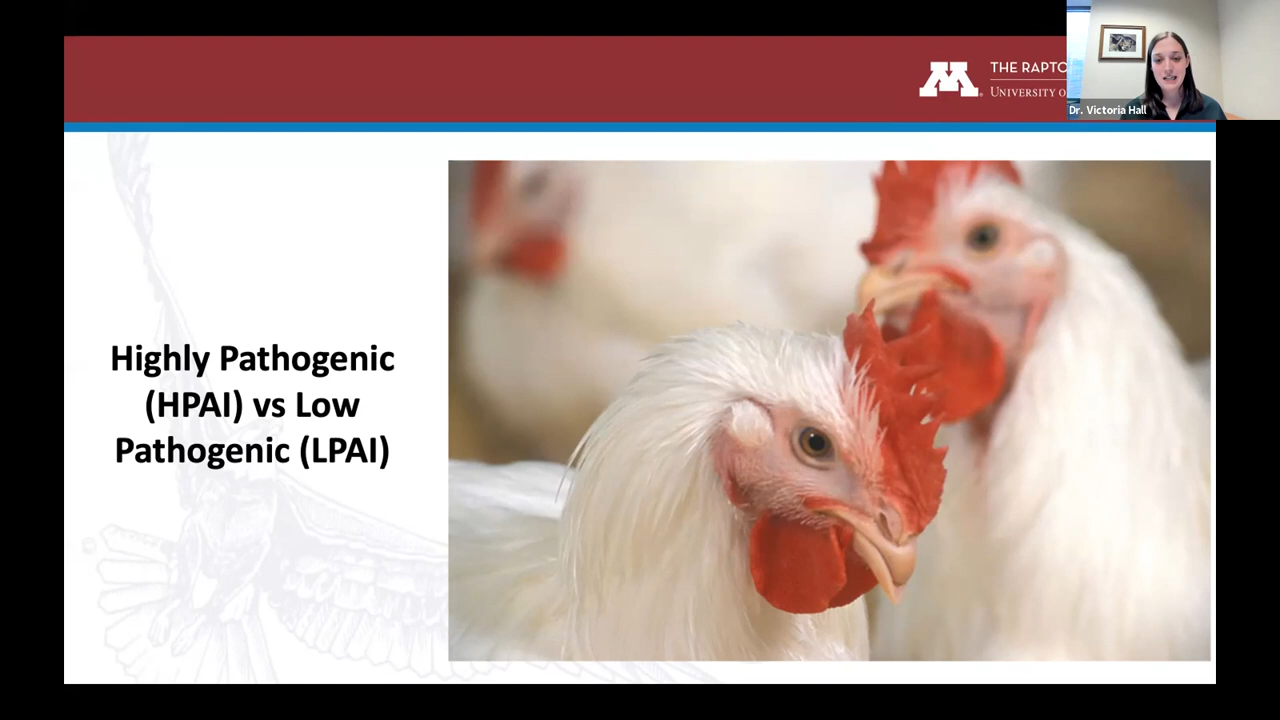 THE RAPTO
UNIVERSITY O
Dr. Victoria Hall
Highly Pathogenic
(HPAI) vs Low
Pathogenic (LPAI)